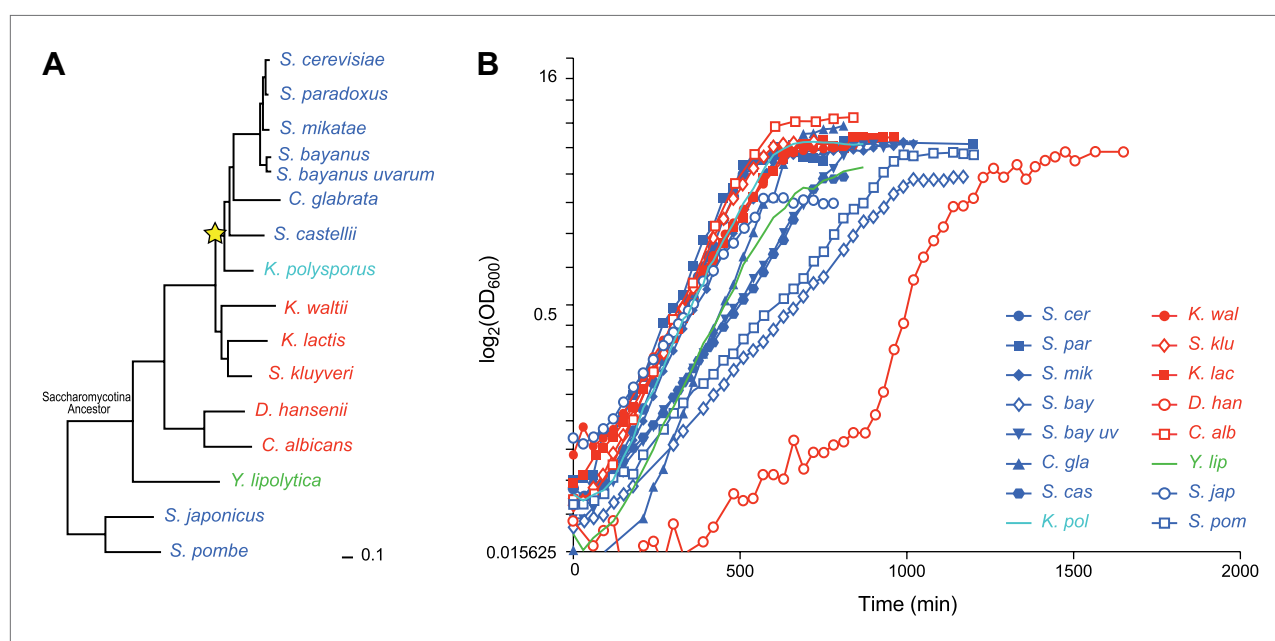 A
S. cerevisiae
S. paradoxus
S. mikatae
S. bayanus
S. bayanus uvarum
C. glabrata
S. castellii
K. polysporus
K. waltii
K. lactis
S. kluyveri
D. hansenii
C. albicans
Y. lipolytica
S. japonicus
S. pombe
Saccharomycotina
Ancestor
0.1
B
16
0.5
0.015625
log2(OD600)
0
500
1000
1500
2000
Time (min)
S. cer
S. par
S. mik
S. bay
S. bay uv
C. gla
S. cas
K. pol
K. wal
S. klu
K. lac
D. han
C. alb
Y. lip
S. jap
S. pom